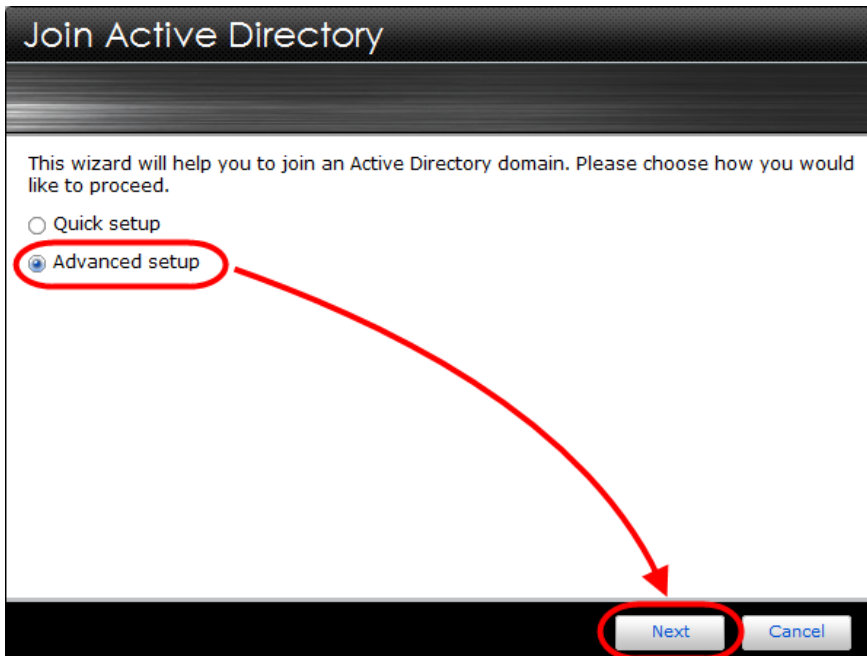 Join Active Directory
This wizard will help you to join an Active Directory domain. Please choose how you would
like to proceed.
Quick setup
Advanced setup
Next Cancel